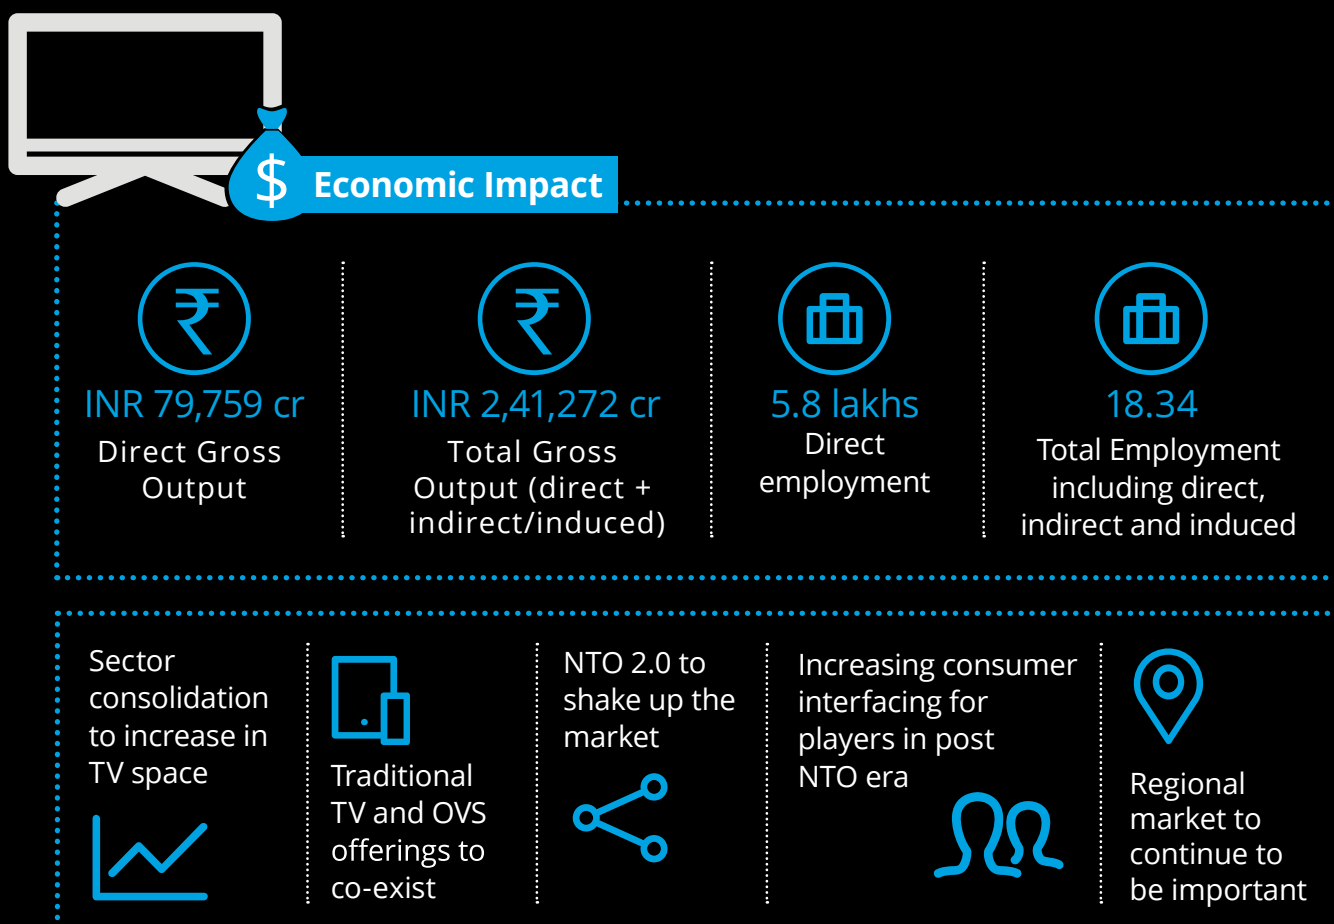 $ Economic Impact
₹
INR 79,759 cr
Direct Gross
Output
₹
INR 2,41,272 cr
Total Gross
Output (direct +
indirect/induced)
5.8 lakhs
Direct
employment
18.34
Total Employment
including direct,
indirect and induced
Sector
consolidation
to increase in
TV space
Traditional
TV and OVS
offerings to
co-exist
NTO 2.0 to
shake up the
market
Increasing consumer
interfacing for
players in post
NTO era
Regional
market to
continue to
be important